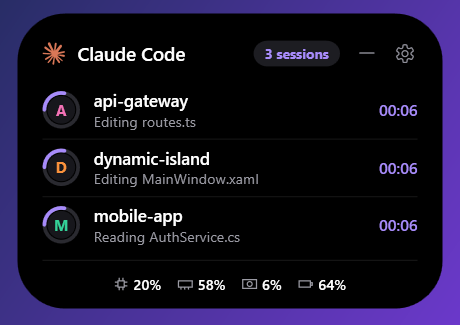 Claude Code 3 sessions
A api-gateway 00:06
Editing routes.ts
D dynamic-island 00:06
Editing MainWindow.xaml
M mobile-app 00:06
Reading AuthService.cs
20% 58% 6% 64%